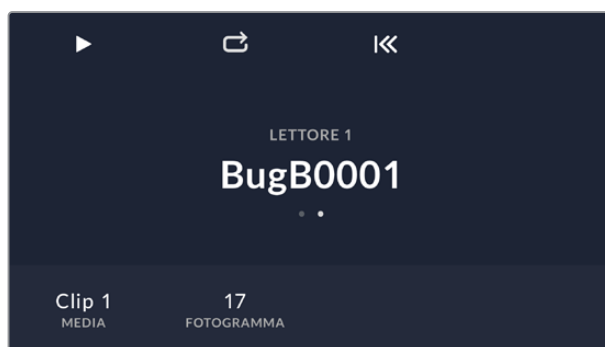 LETTORE 1
BugB0001
Clip 1
MEDIA
17
FOTOGRAMMA